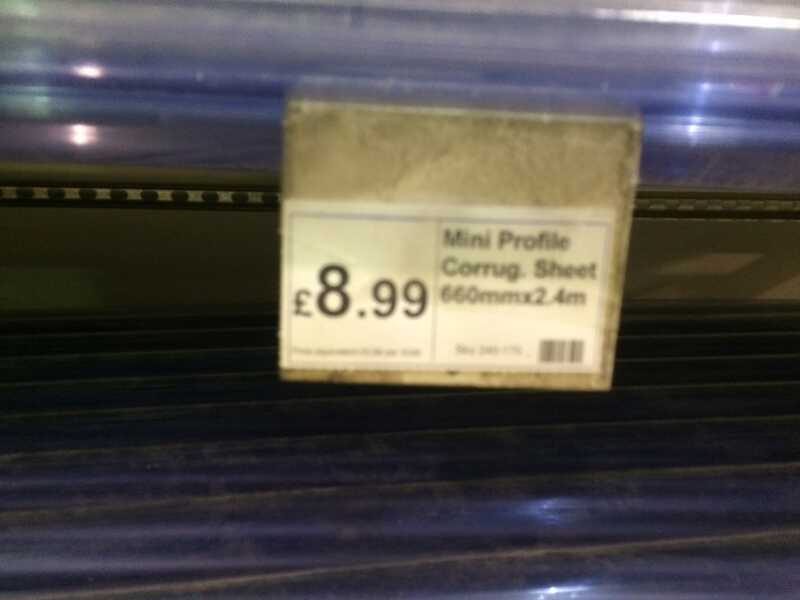 £8.99
Mini Profile
Corrug. Sheet
660mmx2.4m